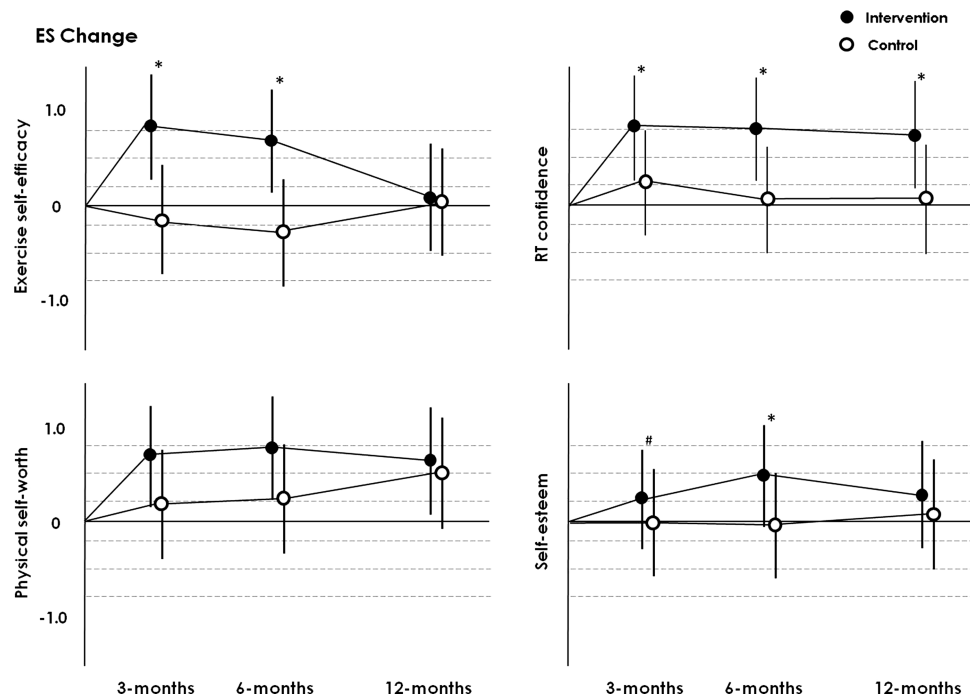 ES Change
Intervention
Control
*
*
*
*
*
1.0
0
-1.0
Exercise self-efficacy
RT confidence
#
*
1.0
0
-1.0
Physical self-worth
Self-esteem
3-months 6-months 12-months
3-months 6-months 12-months